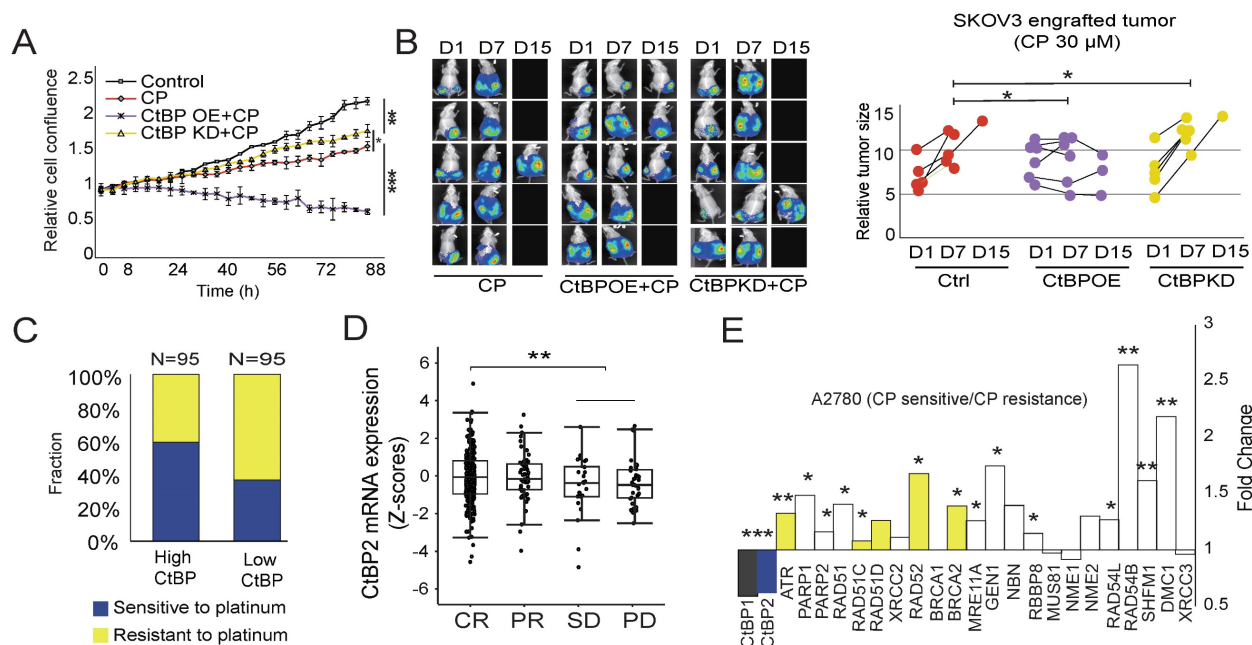 A
Relative cell confluence
2.5
2
1.5
1
0.5
0
Control
CP
CtBP OE+CP
CtBP KD+CP
**
*
***
0 8 24 40 56 72 88
Time (h)
B
D1 D7 D15 D1 D7 D15 D1 D7 D15
CP CtBPOE+CP CtBPKD+CP
SKOV3 engrafted tumor
(CP 30 µM)
*
*
Relative tumor size
15
10
5
D1 D7 D15 D1 D7 D15 D1 D7 D15
Ctrl CtBPOE CtBPKD
C
N=95 N=95
Fraction
100%
80%
60%
40%
20%
0%
High CtBP
Low CtBP
Sensitive to platinum
Resistant to platinum
D
**
CtBP2 mRNA expression
(Z-scores)
6
4
2
0
-2
-4
-6
CR PR SD PD
E
A2780 (CP sensitive/CP resistance)
*** ** * * * * * * * * * ** ** **
CtBP1
CtBP2
ATR
PARP1
PARP2
RAD51
RAD51C
RAD51D
XRCC2
RAD52
BRCA1
BRCA2
MRE11A
GEN1
NBN
RBBP8
MUS81
NME1
NME2
RAD54L
RAD54B
SHFM1
DMC1
XRCC3
3
2.5
2
1.5
1
0.5
Fold Change